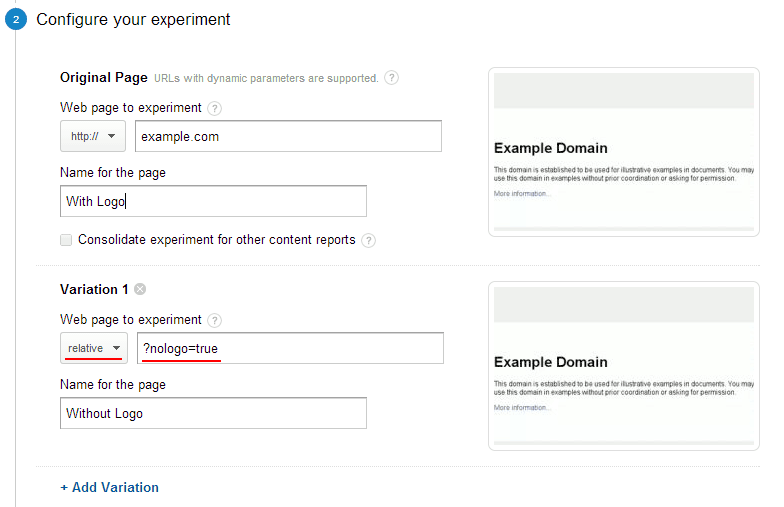 2 Configure your experiment
Original Page URLs with dynamic parameters are supported. ?
Web page to experiment ?
http:// example.com
Name for the page
With Logo
Consolidate experiment for other content reports ?
Example Domain
This domain is established to be used for illustrative examples in documents. You may
use this domain in examples without prior coordination or asking for permission.
More information...
Variation 1
Web page to experiment ?
relative ?nologo=true
Name for the page
Without Logo
Example Domain
This domain is established to be used for illustrative examples in documents. You may
use this domain in examples without prior coordination or asking for permission.
More information...
+ Add Variation